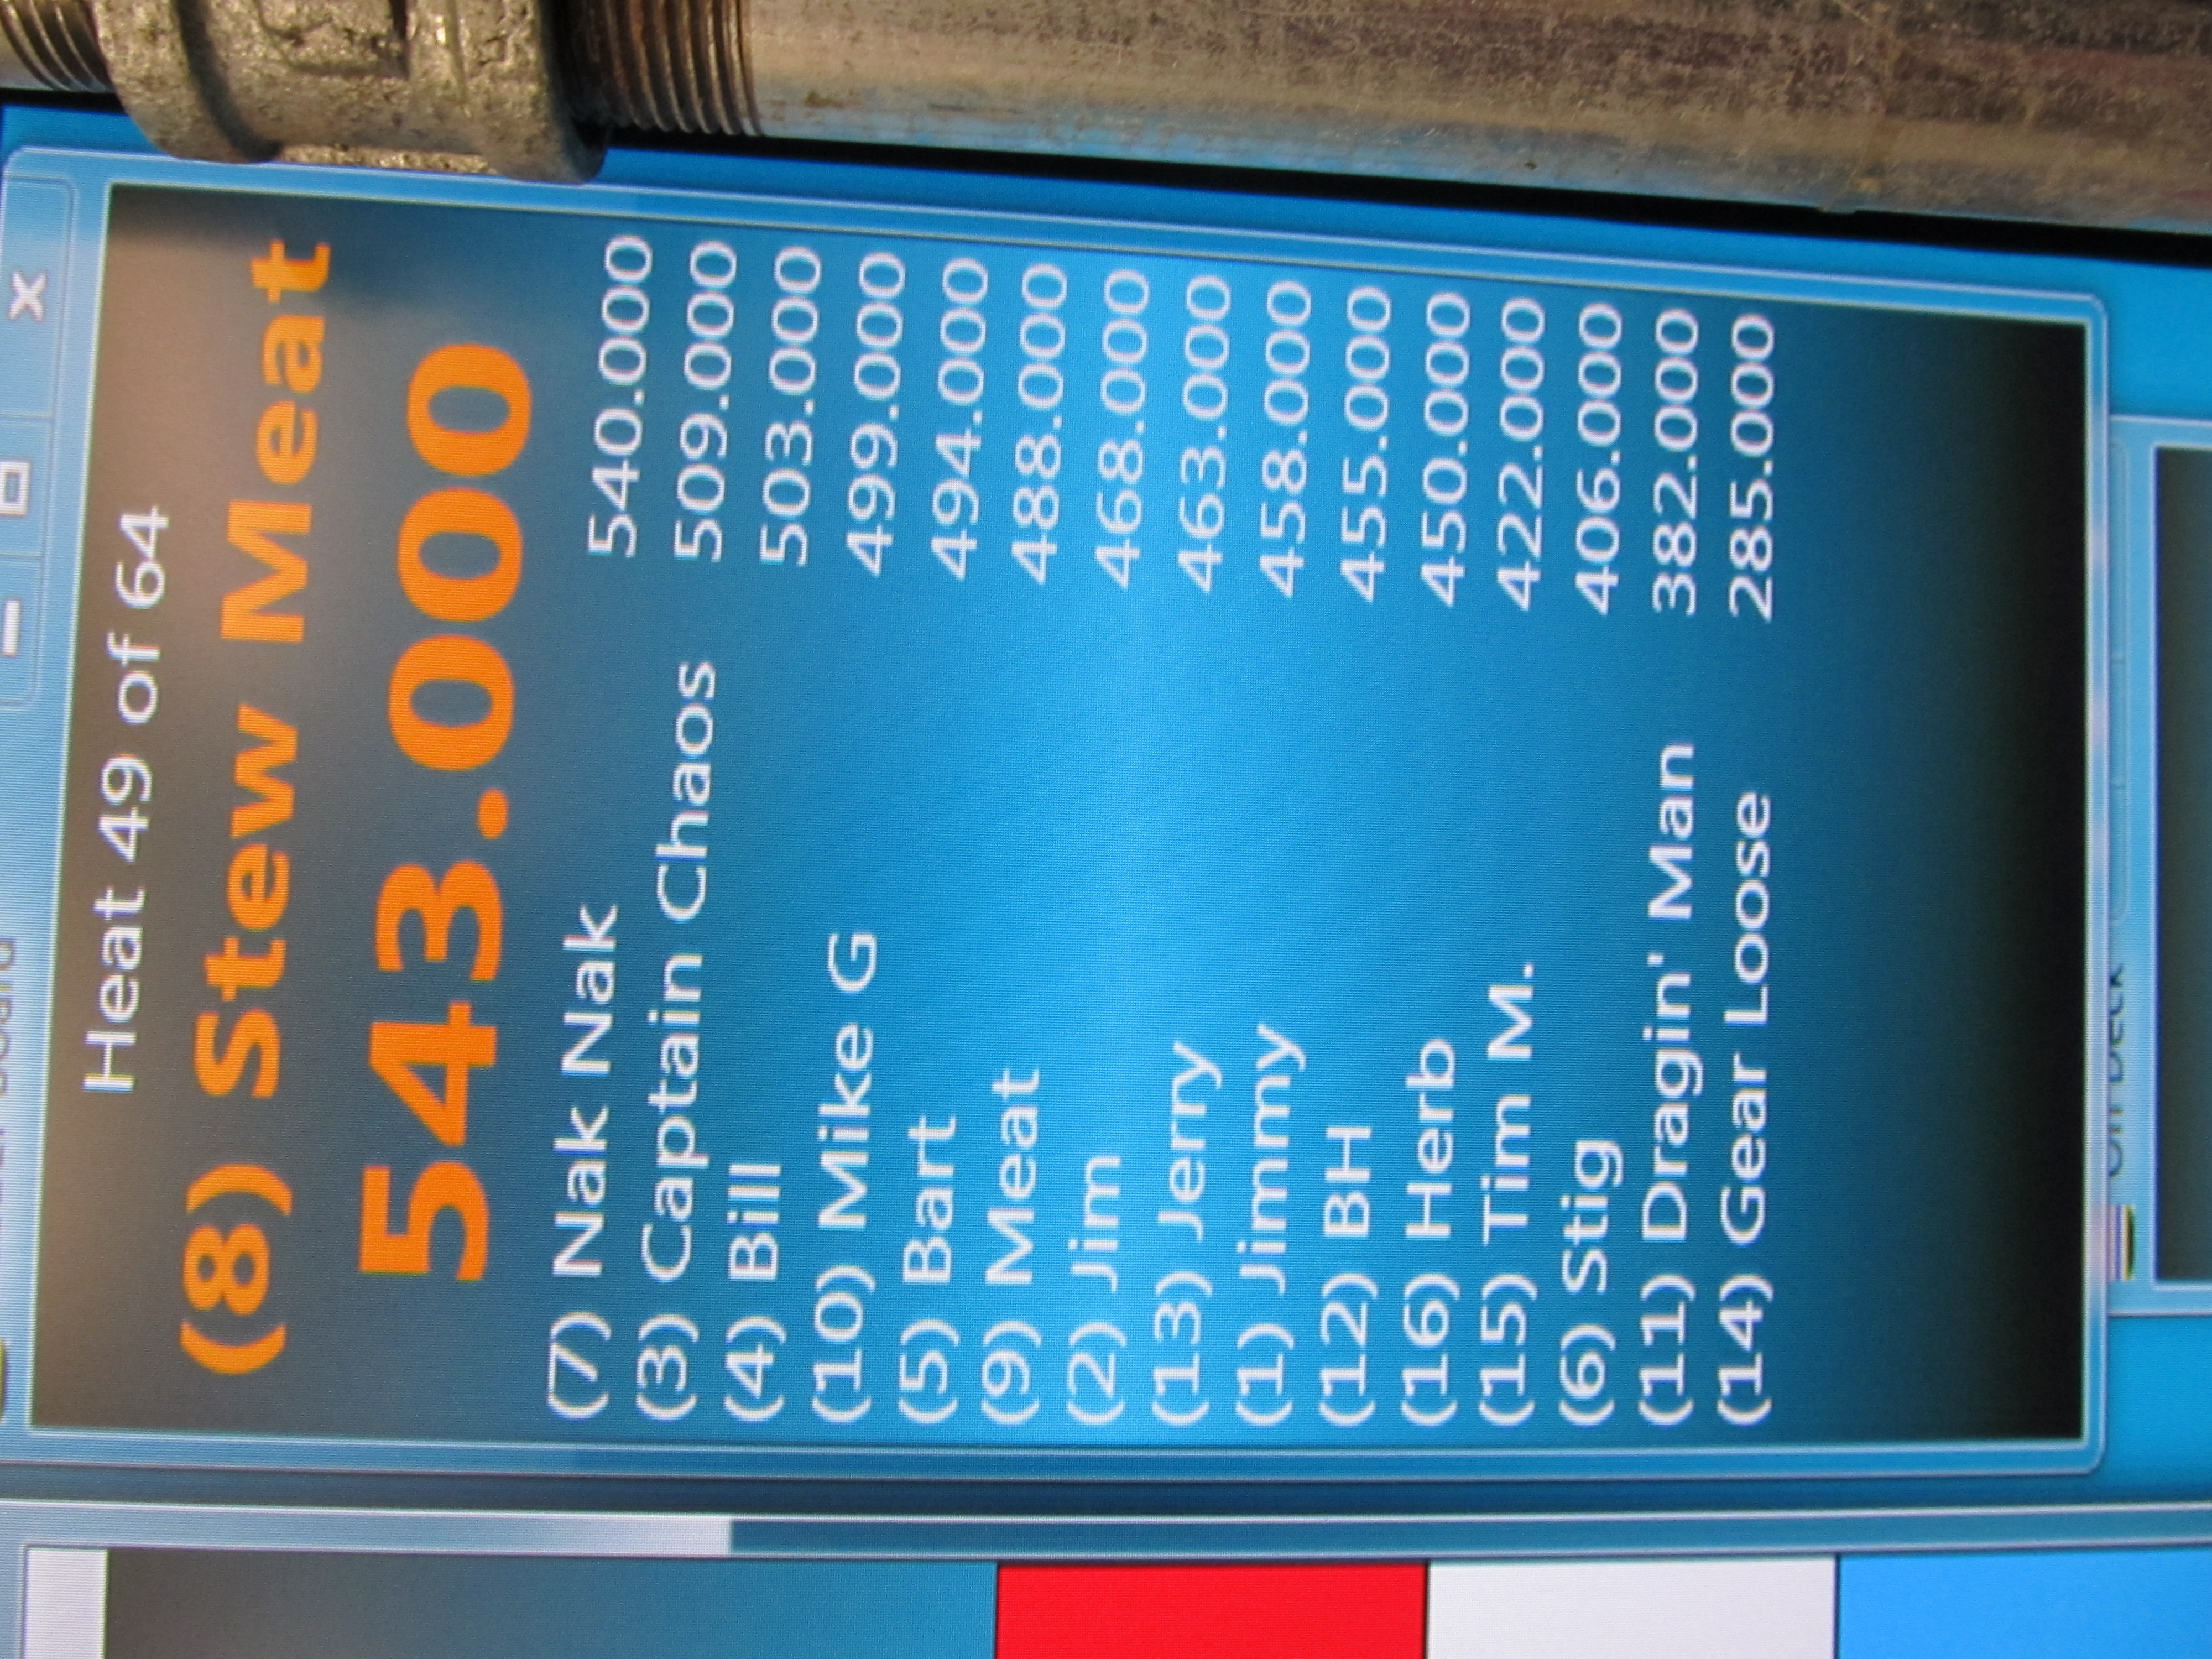 x
Heat 49 of 64
(8) Stew Meat
543.000
(7) Nak Nak 540.000
(3) Captain Chaos 509.000
(4) Bill 503.000
(10) Mike G 499.000
(5) Bart 494.000
(9) Meat 488.000
(2) Jim 468.000
(13) Jerry 463.000
(1) Jimmy 458.000
(12) BH 455.000
(16) Herb 450.000
(15) Tim M. 422.000
(6) Stig 406.000
(11) Dragin' Man 382.000
(14) Gear Loose 285.000
On Deck